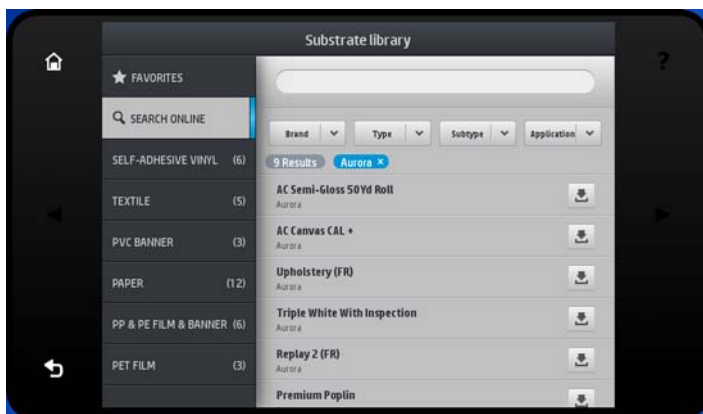 Substrate library
?
FAVORITES
SEARCH ONLINE
SELF-ADHESIVE VINYL (6)
TEXTILE (5)
PVC BANNER (3)
PAPER (12)
PP & PE FILM & BANNER (6)
PET FILM (3)
Brand Type Subtype Application
9 Results Aurora ×
AC Semi-Gloss 50Yd Roll
Aurora
AC Canvas CAL +
Aurora
Upholstery (FR)
Aurora
Triple White With Inspection
Aurora
Replay 2 (FR)
Aurora
Premium Poplin